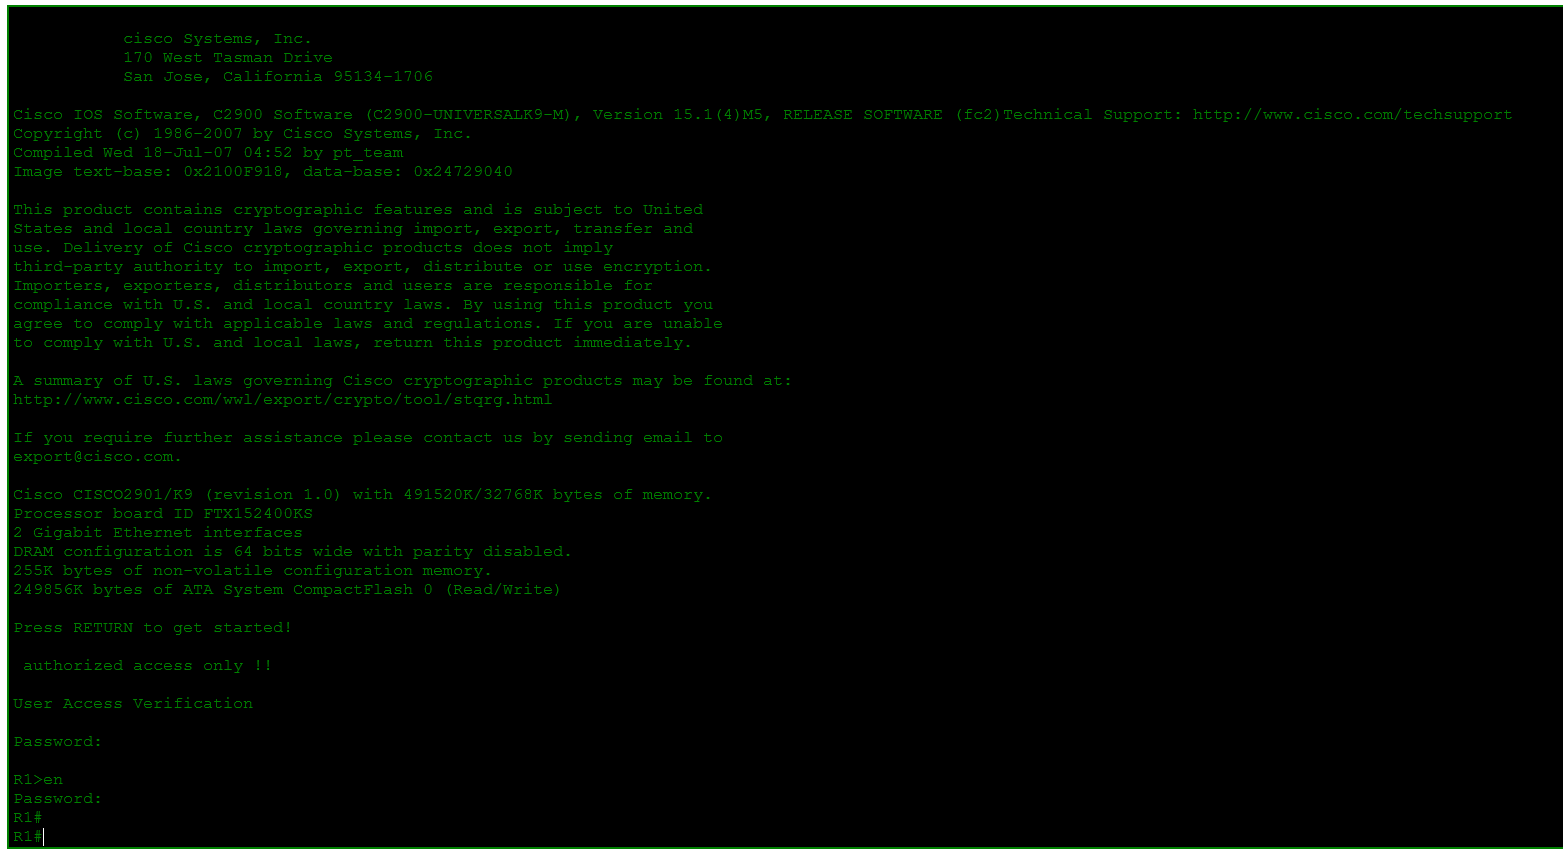 cisco Systems, Inc.
170 West Tasman Drive
San Jose, California 95134-1706
Cisco IOS Software, C2900 Software (C2900-UNIVERSALK9-M), Version 15.1(4)M5, RELEASE SOFTWARE (fc2)Technical Support: http://www.cisco.com/techsupport
Copyright (c) 1986-2007 by Cisco Systems, Inc.
Compiled Wed 18-Jul-07 04:52 by pt_team
Image text-base: 0x2100F918, data-base: 0x24729040
This product contains cryptographic features and is subject to United
States and local country laws governing import, export, transfer and
use. Delivery of Cisco cryptographic products does not imply
third-party authority to import, export, distribute or use encryption.
Importers, exporters, distributors and users are responsible for
compliance with U.S. and local country laws. By using this product you
agree to comply with applicable laws and regulations. If you are unable
to comply with U.S. and local laws, return this product immediately.
A summary of U.S. laws governing Cisco cryptographic products may be found at:
http://www.cisco.com/wwl/export/crypto/tool/stqrg.html
If you require further assistance please contact us by sending email to
export@cisco.com.
Cisco CISCO2901/K9 (revision 1.0) with 491520K/32768K bytes of memory.
Processor board ID FTX152400KS
2 Gigabit Ethernet interfaces
DRAM configuration is 64 bits wide with parity disabled.
255K bytes of non-volatile configuration memory.
249856K bytes of ATA System CompactFlash 0 (Read/Write)
Press RETURN to get started!
authorized access only !!
User Access Verification
Password:
R1>en
Password:
R1#
R1#